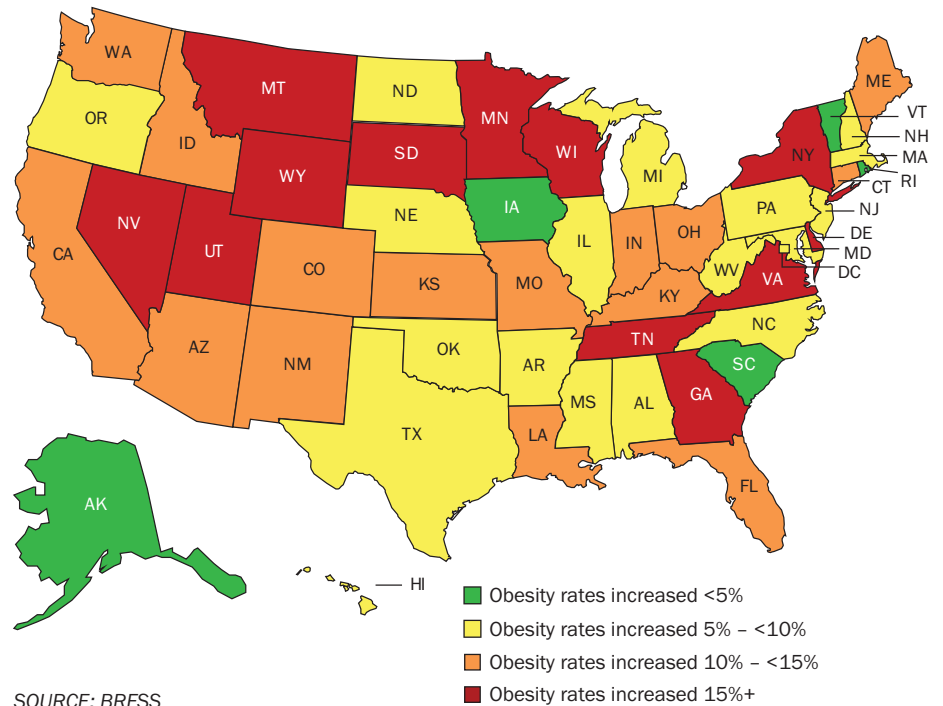 WA
MT
ND
MN
ME
VT
NH
MA
RI
CT
NJ
DE
MD
DC
OR
ID
WY
SD
WI
MI
NY
PA
NV
UT
NE
IA
IL
IN
OH
WV
VA
CA
CO
KS
MO
KY
NC
AZ
NM
OK
AR
TN
SC
TX
LA
MS
AL
GA
FL
AK
HI
Obesity rates increased <5%
Obesity rates increased 5% – <10%
Obesity rates increased 10% – <15%
Obesity rates increased 15%+
SOURCE: BRFSS